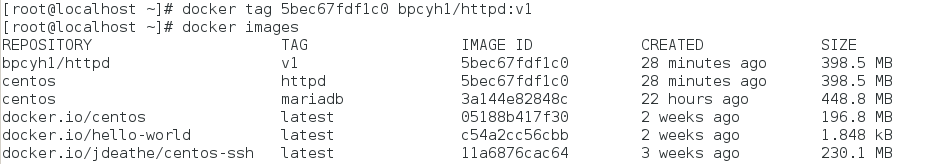 [root@localhost ~]# docker tag 5bec67fdf1c0 bpcyh1/httpd:v1
[root@localhost ~]# docker images
REPOSITORY TAG IMAGE ID CREATED SIZE
bpcyh1/httpd v1 5bec67fdf1c0 28 minutes ago 398.5 MB
centos httpd 5bec67fdf1c0 28 minutes ago 398.5 MB
centos mariadb 3a144e82848c 22 hours ago 448.8 MB
docker.io/centos latest 05188b417f30 2 weeks ago 196.8 MB
docker.io/hello-world latest c54a2cc56cbb 2 weeks ago 1.848 kB
docker.io/jdeathe/centos-ssh latest 11a6876cac64 3 weeks ago 230.1 MB